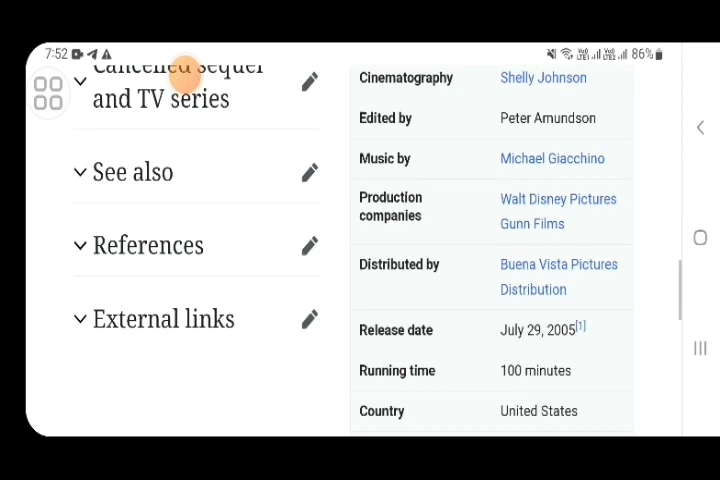 7:52
86%
Cancelled sequel
and TV series
See also
References
External links
Cinematography Shelly Johnson
Edited by Peter Amundson
Music by Michael Giacchino
Production
companies
Walt Disney Pictures
Gunn Films
Distributed by Buena Vista Pictures
Distribution
Release date July 29, 2005[1]
Running time 100 minutes
Country United States